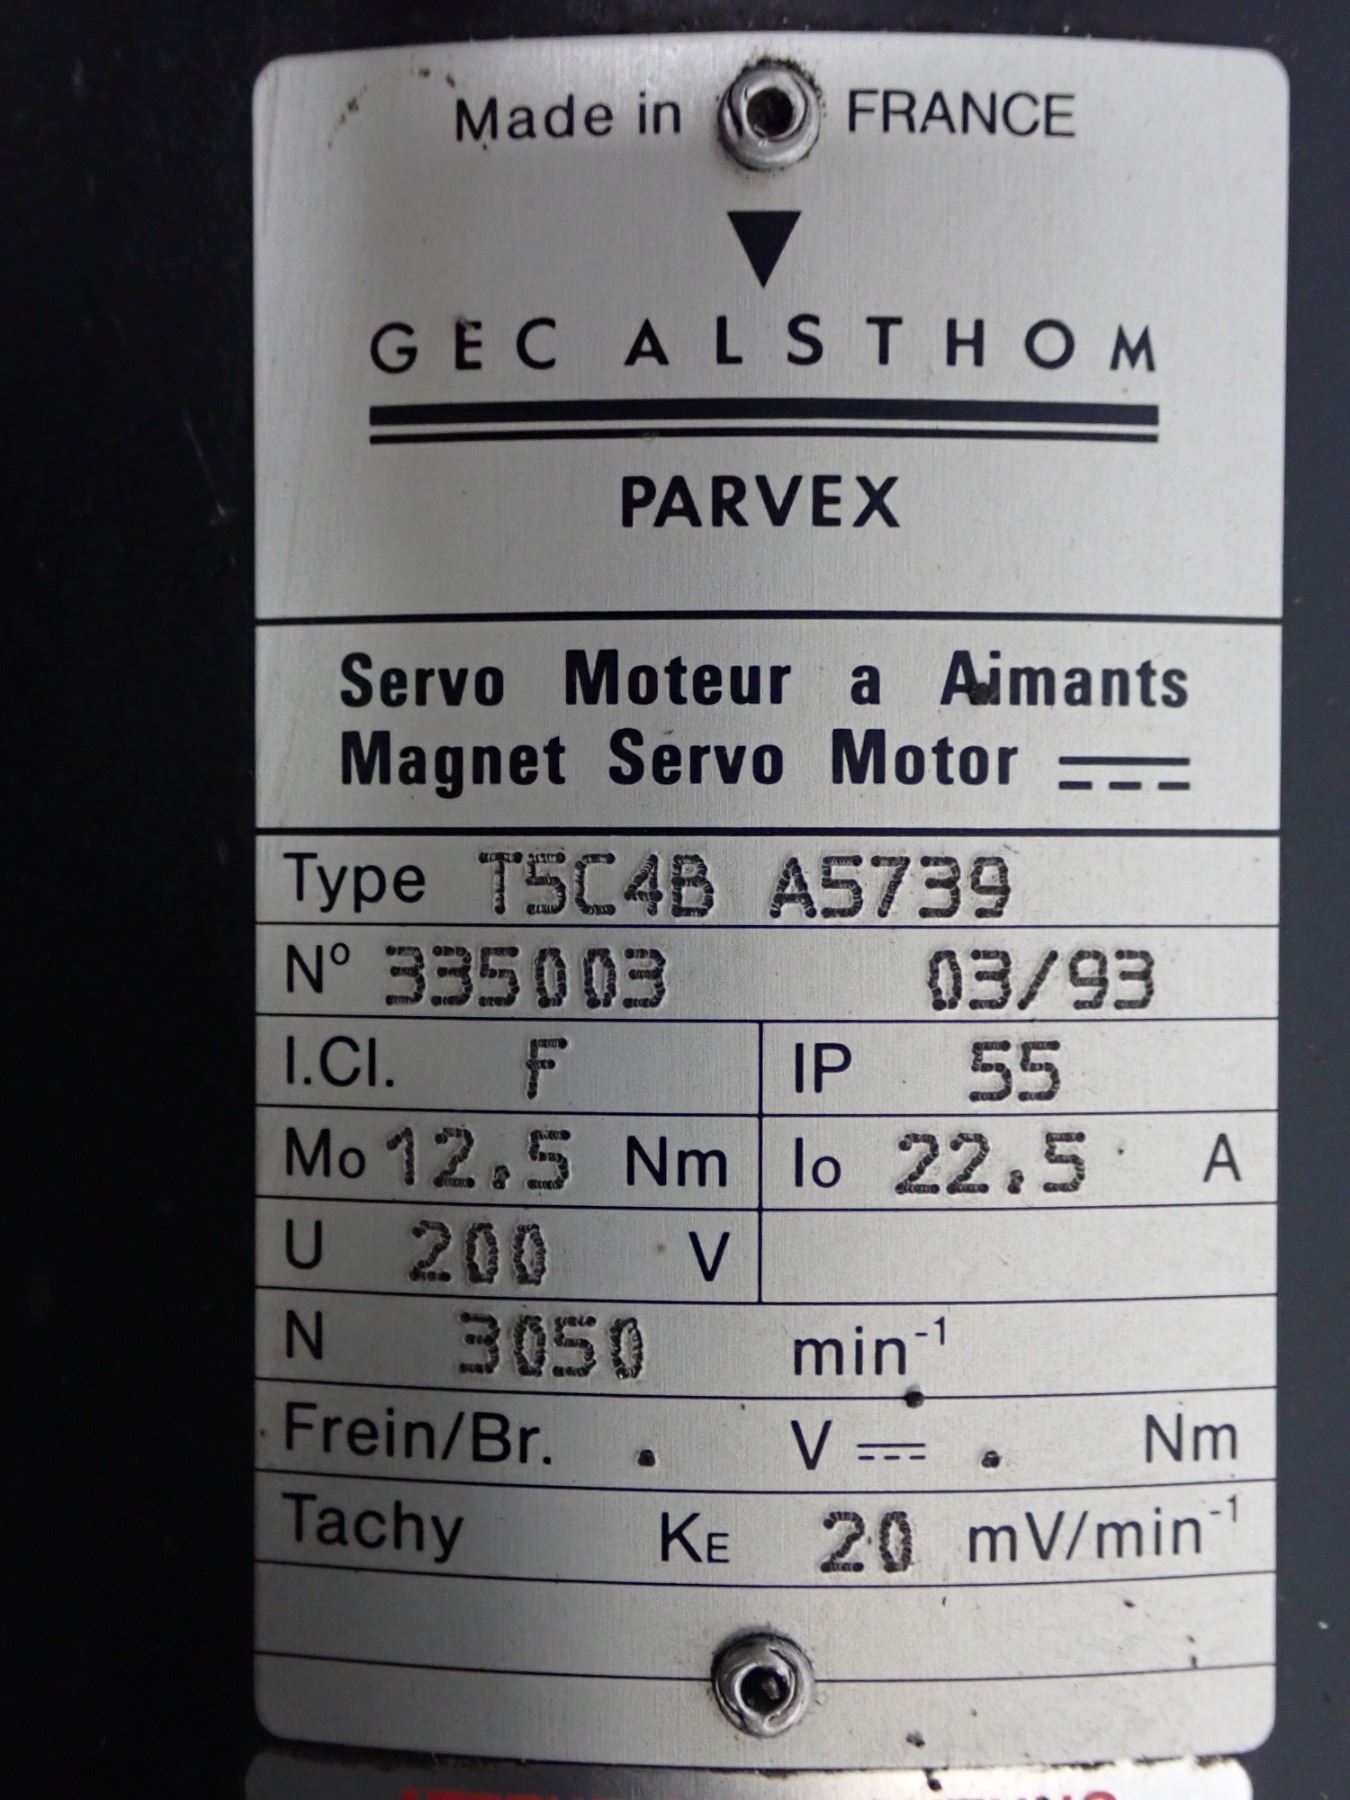 Made in FRANCE
GEC ALSTHOM
PARVEX
Servo Moteur a Aimants
Magnet Servo Motor
Type T5C4B A5739
Nº 335003 03/93
I.Cl. F IP 55
Mo 12.5 Nm Io 22.5 A
U 200 V
N 3050 min⁻¹
Frein/Br. . V . Nm
Tachy KE 20 mV/min⁻¹